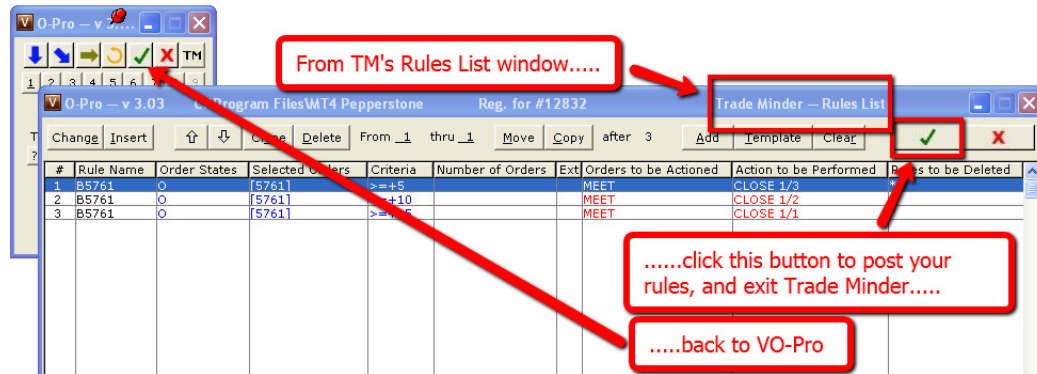 O-Pro — v 3....
TM
1 2 3 4 5 6 7 9
From TM's Rules List window.....
O-Pro — v 3.03 Program Files\MT4 Pepperstone Reg. for #12832 Trade Minder — Rules List
Change Insert Delete From 1 thru 1 Move Copy after 3 Add Template Clear
# Rule Name Order States Selected Orders Criteria Number of Orders Ext Orders to be Actioned Action to be Performed Rules to be Deleted
1 B5761 O [5761] >=+5 MEET CLOSE 1/3 *
2 B5761 O [5761] >=+10 MEET CLOSE 1/2
3 B5761 O [5761] MEET CLOSE 1/1
......click this button to post your
rules, and exit Trade Minder.....
.....back to VO-Pro